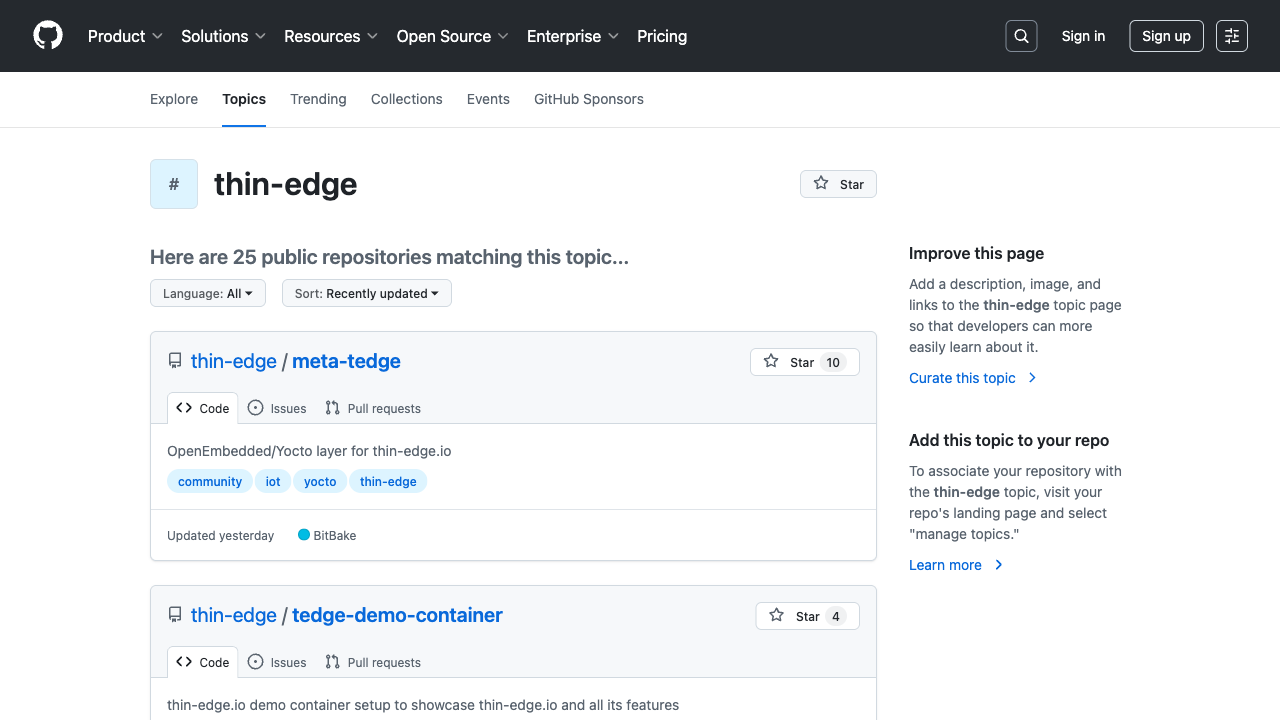 Product
Solutions
Resources
Open Source
Enterprise
Pricing
Sign in
Sign up
Explore
Topics
Trending
Collections
Events
GitHub Sponsors
#
thin-edge
Star
Here are 25 public repositories matching this topic...
Language: All
Sort: Recently updated
thin-edge / meta-tedge
Star 10
Code
Issues
Pull requests
OpenEmbedded/Yocto layer for thin-edge.io
community
iot
yocto
thin-edge
Updated yesterday
BitBake
thin-edge / tedge-demo-container
Star 4
Code
Issues
Pull requests
thin-edge.io demo container setup to showcase thin-edge.io and all its features
Improve this page
Add a description, image, and
links to the thin-edge topic page
so that developers can more
easily learn about it.
Curate this topic
Add this topic to your repo
To associate your repository with
the thin-edge topic, visit your
repo's landing page and select
"manage topics."
Learn more